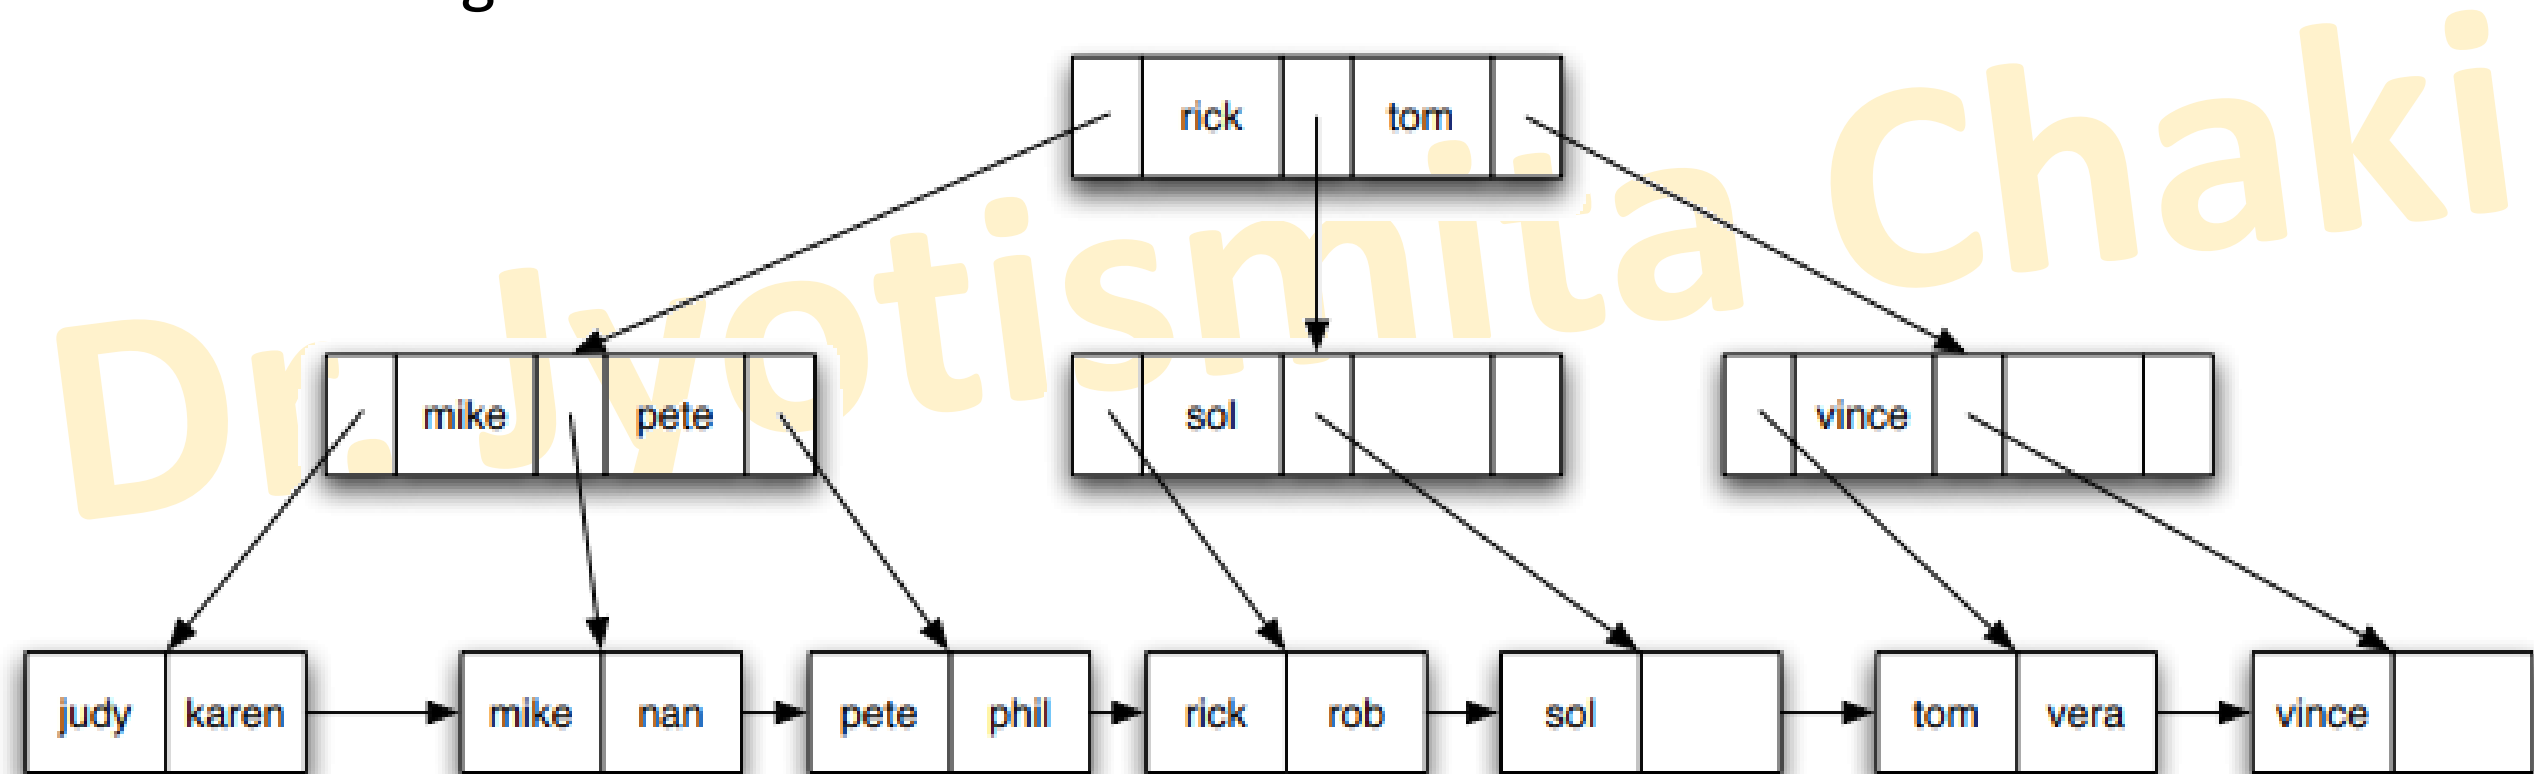 g
rick tom
mike pete sol vince
judy karen mike nan pete phil rick rob sol tom vera vince
Dr. Jyotismita Chaki